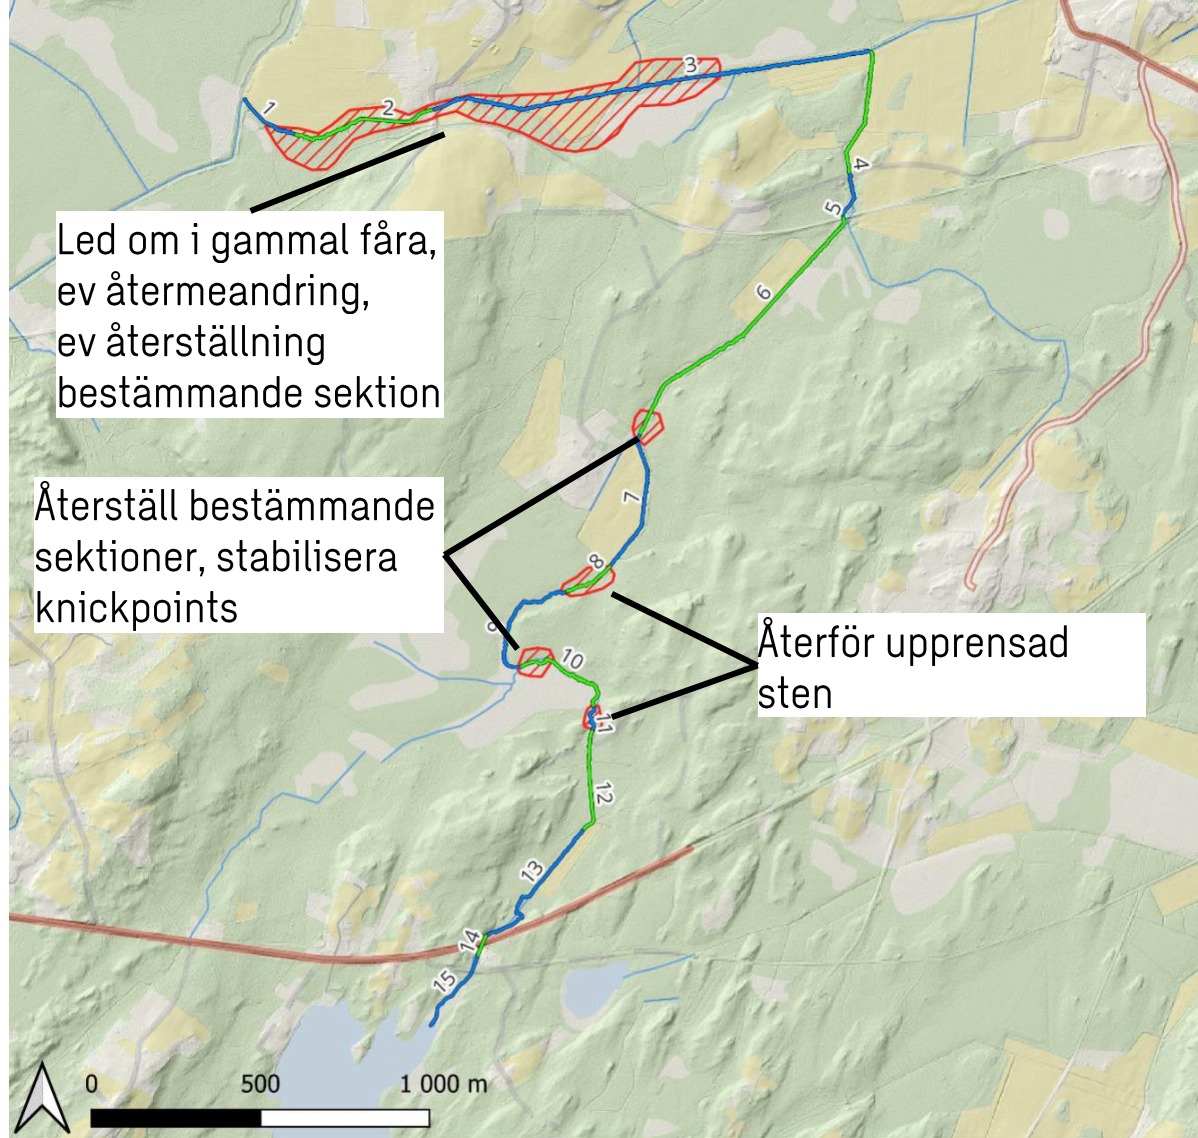 1
2
3
4
5
Led om i gammal fåra,
ev återmeandring,
ev återställning
bestämmande sektion
6
Återställ bestämmande
sektioner, stabilisera
knickpoints
7
8
Återför upprensad
sten
10
11
12
13
14
15
0 500 1 000 m